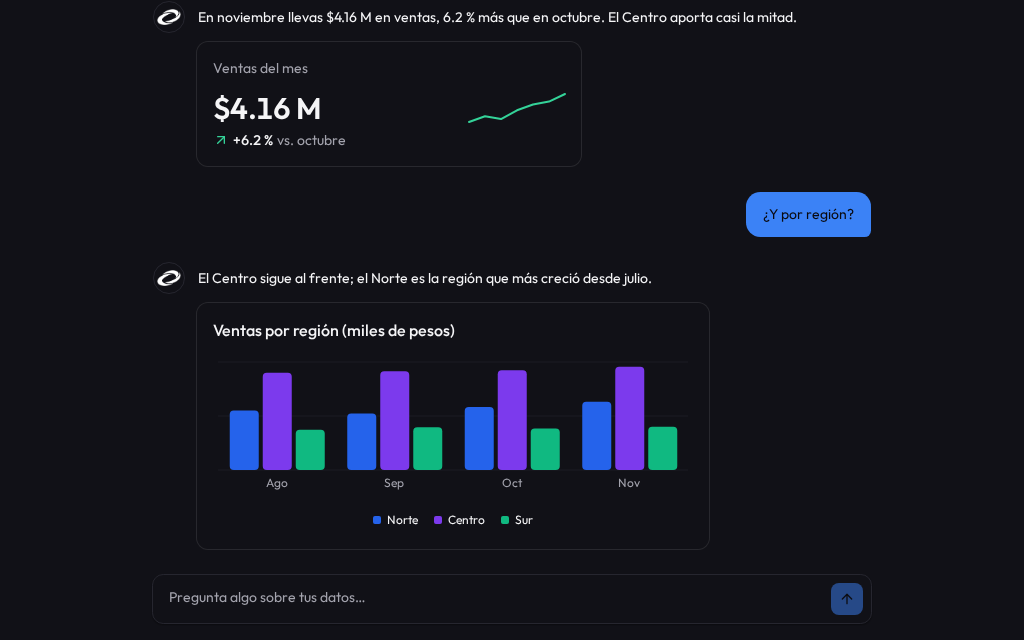 En noviembre llevas $4.16 M en ventas, 6.2 % más que en octubre. El Centro aporta casi la mitad.
Ventas del mes
$4.16 M
+6.2 % vs. octubre
¿Y por región?
El Centro sigue al frente; el Norte es la región que más creció desde julio.
Ventas por región (miles de pesos)
Ago Sep Oct Nov
Norte Centro Sur
Pregunta algo sobre tus datos…